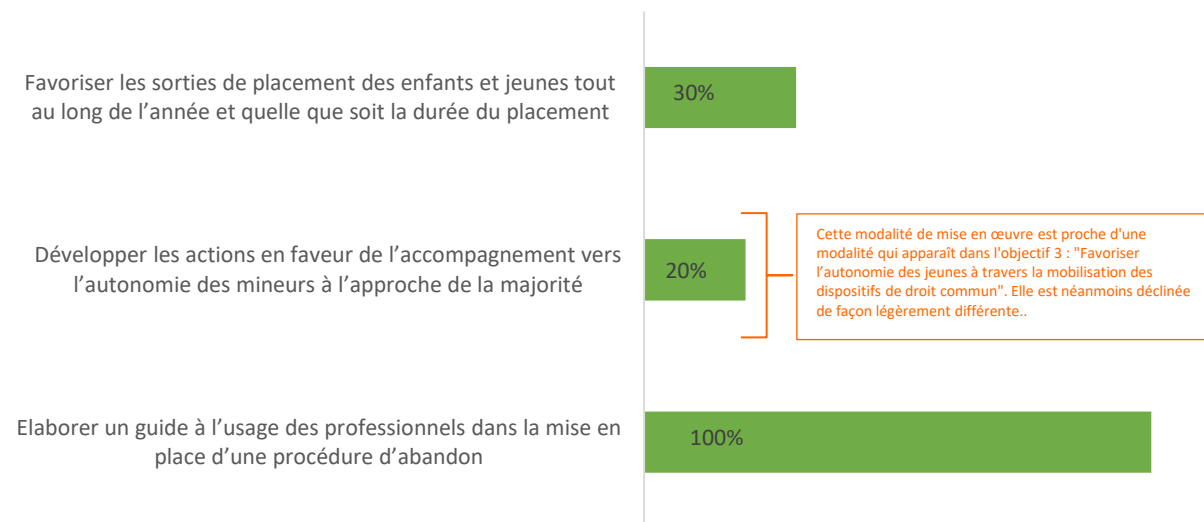 Favoriser les sorties de placement des enfants et jeunes tout
au long de l’année et quelle que soit la durée du placement
30%
Développer les actions en faveur de l’accompagnement vers
l’autonomie des mineurs à l’approche de la majorité
20%
Cette modalité de mise en œuvre est proche d'une
modalité qui apparaît dans l'objectif 3 : "Favoriser
l’autonomie des jeunes à travers la mobilisation des
dispositifs de droit commun". Elle est néanmoins déclinée
de façon légèrement différente..
Elaborer un guide à l’usage des professionnels dans la mise en
place d’une procédure d’abandon
100%